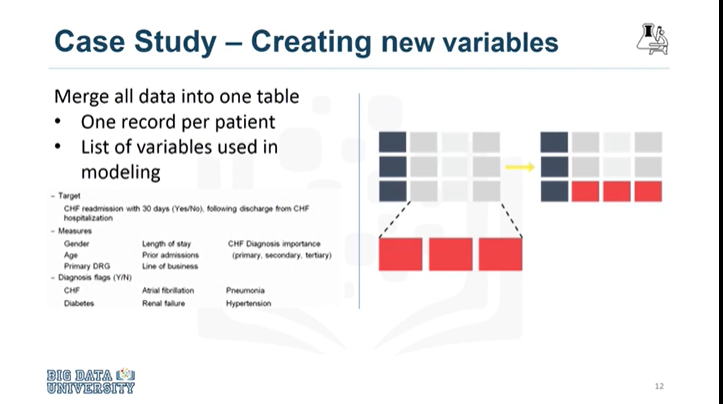 Case Study – Creating new variables
Merge all data into one table
• One record per patient
• List of variables used in
modeling
– Target
CHF readmission with 30 days (Yes/No), following discharge from CHF
hospitalization
– Measures
Gender Length of stay CHF Diagnosis importance
Age Prior admissions (primary, secondary, tertiary)
Primary DRG Line of business
– Diagnosis flags (Y/N)
CHF Atrial fibrillation Pneumonia
Diabetes Renal failure Hypertension
BIG DATA
UNIVERSITY
12